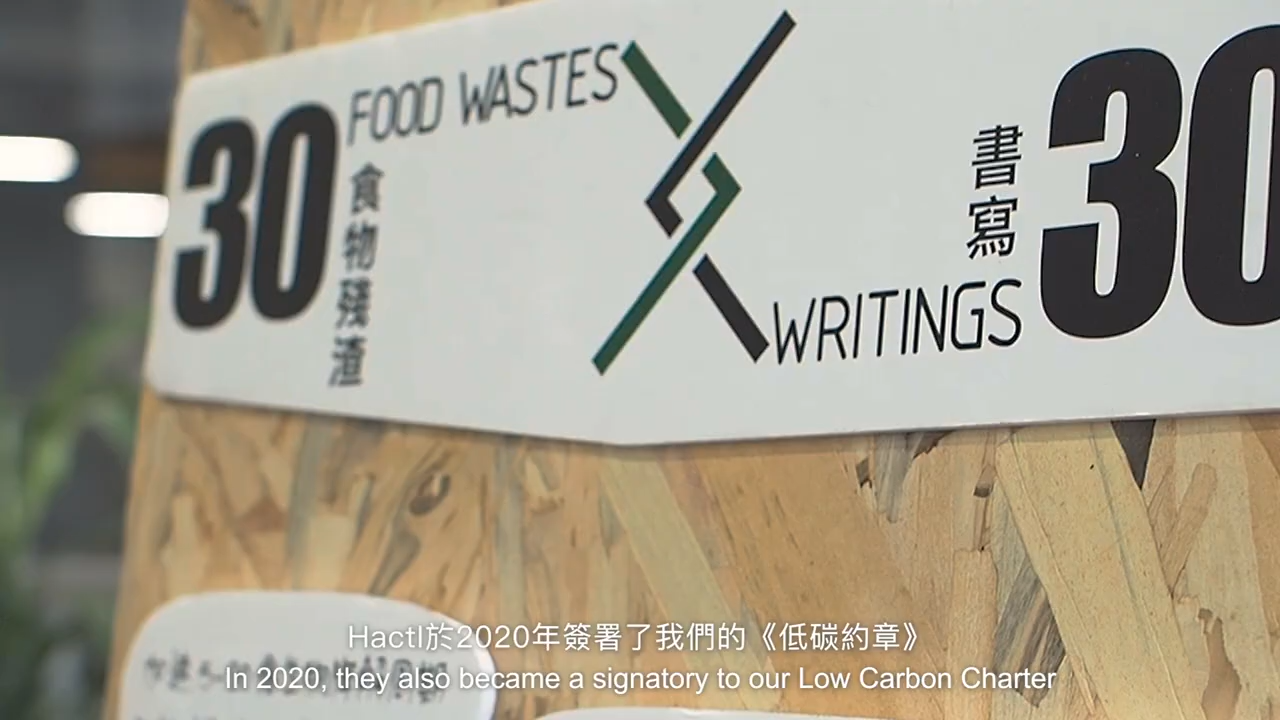 30 FOOD WASTES
食物殘渣
書寫
WRITINGS 30
Hactl於2020年簽署了我們的《低碳約章》
In 2020, they also became a signatory to our Low Carbon Charter